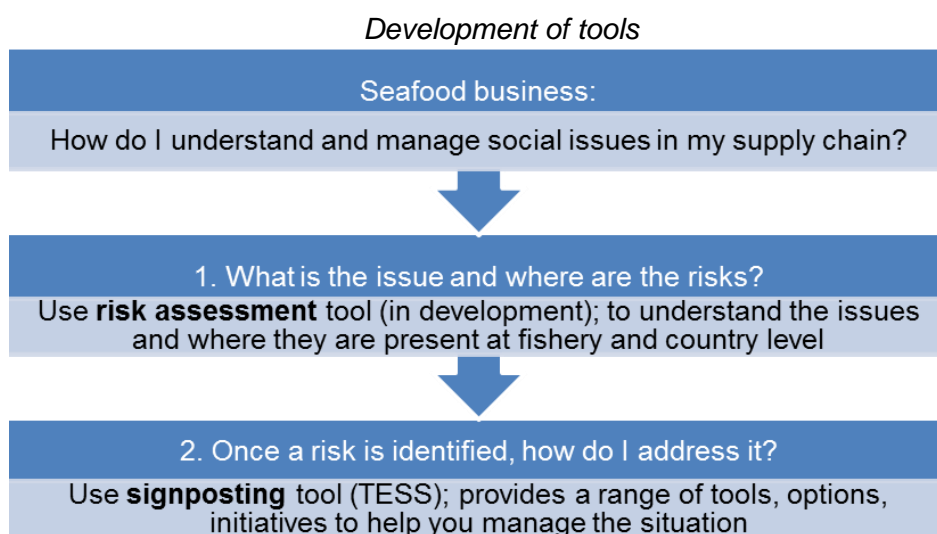 Development of tools
Seafood business:
How do I understand and manage social issues in my supply chain?
1. What is the issue and where are the risks?
Use risk assessment tool (in development); to understand the issues
and where they are present at fishery and country level
2. Once a risk is identified, how do I address it?
Use signposting tool (TESS); provides a range of tools, options,
initiatives to help you manage the situation